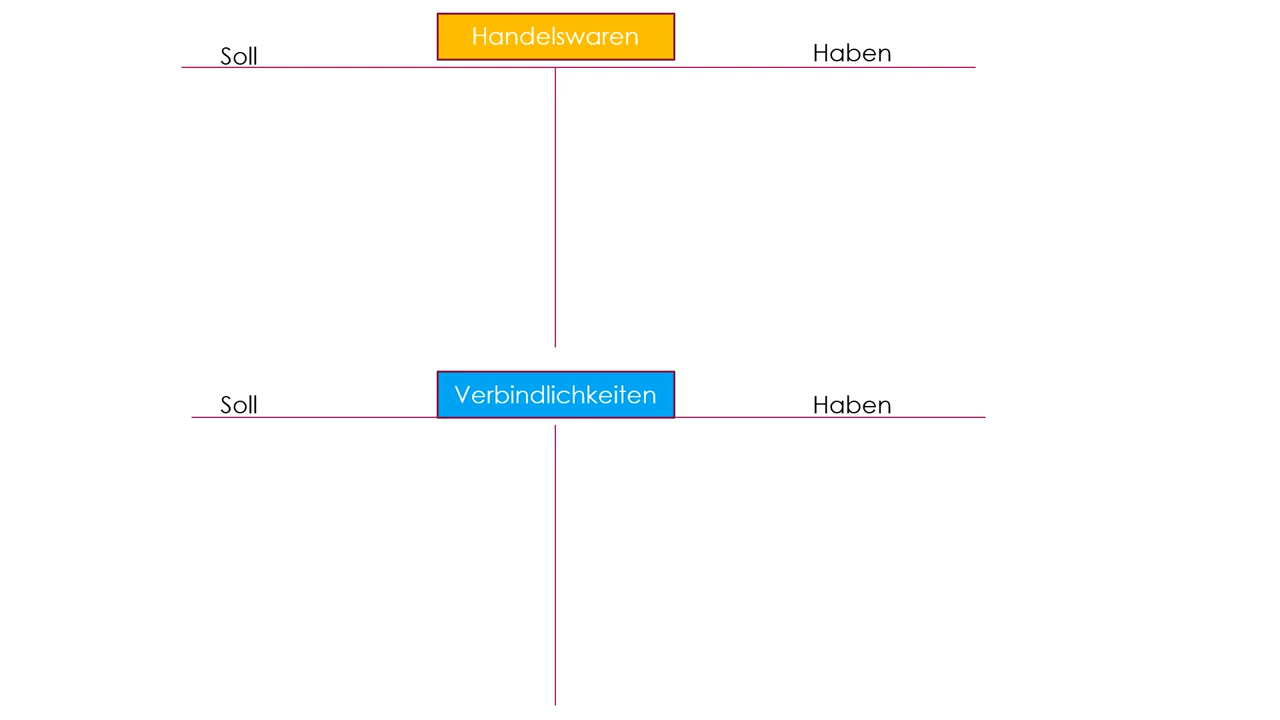 Handelswaren
Soll
Haben
Verbindlichkeiten
Soll
Haben